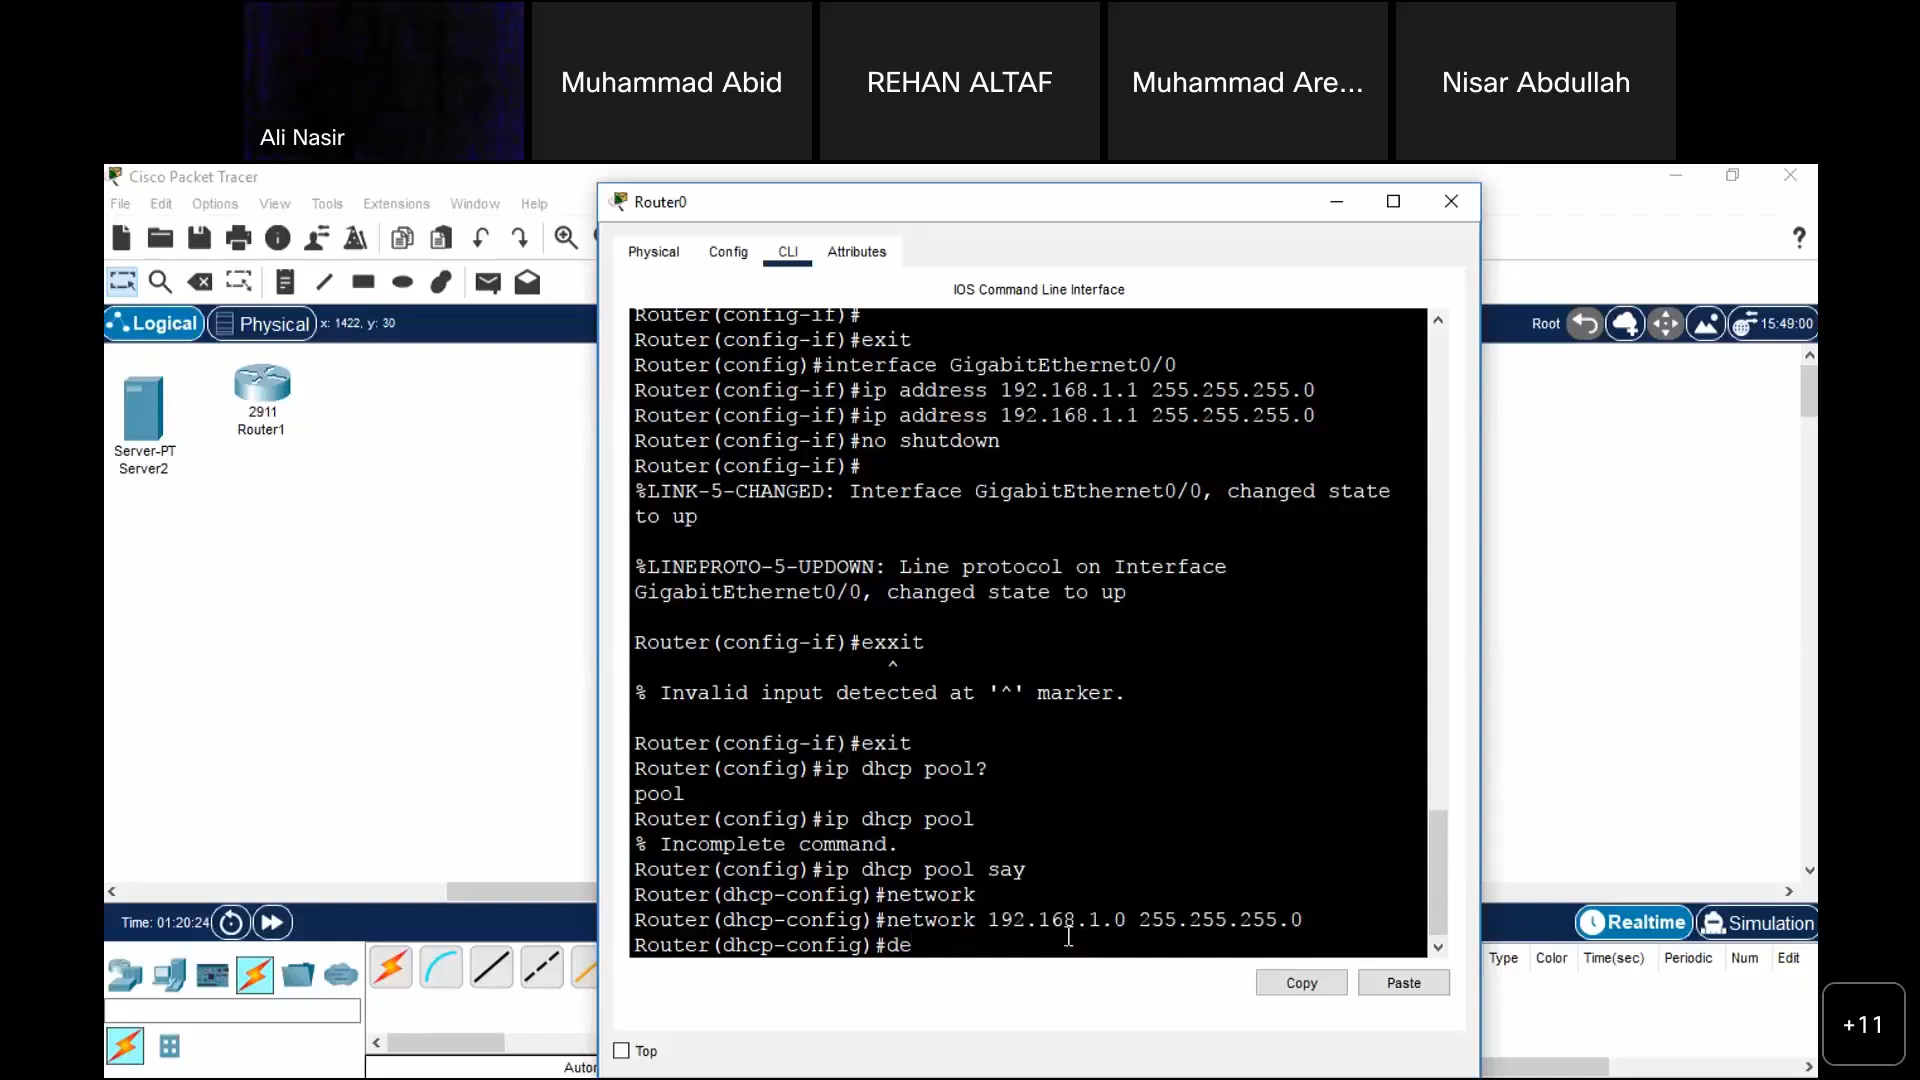 Ali Nasir
Muhammad Abid
REHAN ALTAF
Muhammad Are...
Nisar Abdullah
Cisco Packet Tracer
File Edit Options View Tools Extensions Window Help
Logical
Physical
x: 1422, y: 30
Root
15:49:00
Server-PT
Server2
2911
Router1
Router0
Physical Config CLI Attributes
IOS Command Line Interface
Router(config-if)#
Router(config-if)#exit
Router(config)#interface GigabitEthernet0/0
Router(config-if)#ip address 192.168.1.1 255.255.255.0
Router(config-if)#ip address 192.168.1.1 255.255.255.0
Router(config-if)#no shutdown
Router(config-if)#
%LINK-5-CHANGED: Interface GigabitEthernet0/0, changed state
to up
%LINEPROTO-5-UPDOWN: Line protocol on Interface
GigabitEthernet0/0, changed state to up
Router(config-if)#exxit
^
% Invalid input detected at '^' marker.
Router(config-if)#exit
Router(config)#ip dhcp pool?
pool
Router(config)#ip dhcp pool
% Incomplete command.
Router(config)#ip dhcp pool say
Router(dhcp-config)#network
Router(dhcp-config)#network 192.168.1.0 255.255.255.0
Router(dhcp-config)#de
Copy
Paste
Top
Time: 01:20:24
Realtime
Simulation
Type Color Time(sec) Periodic Num Edit
+11